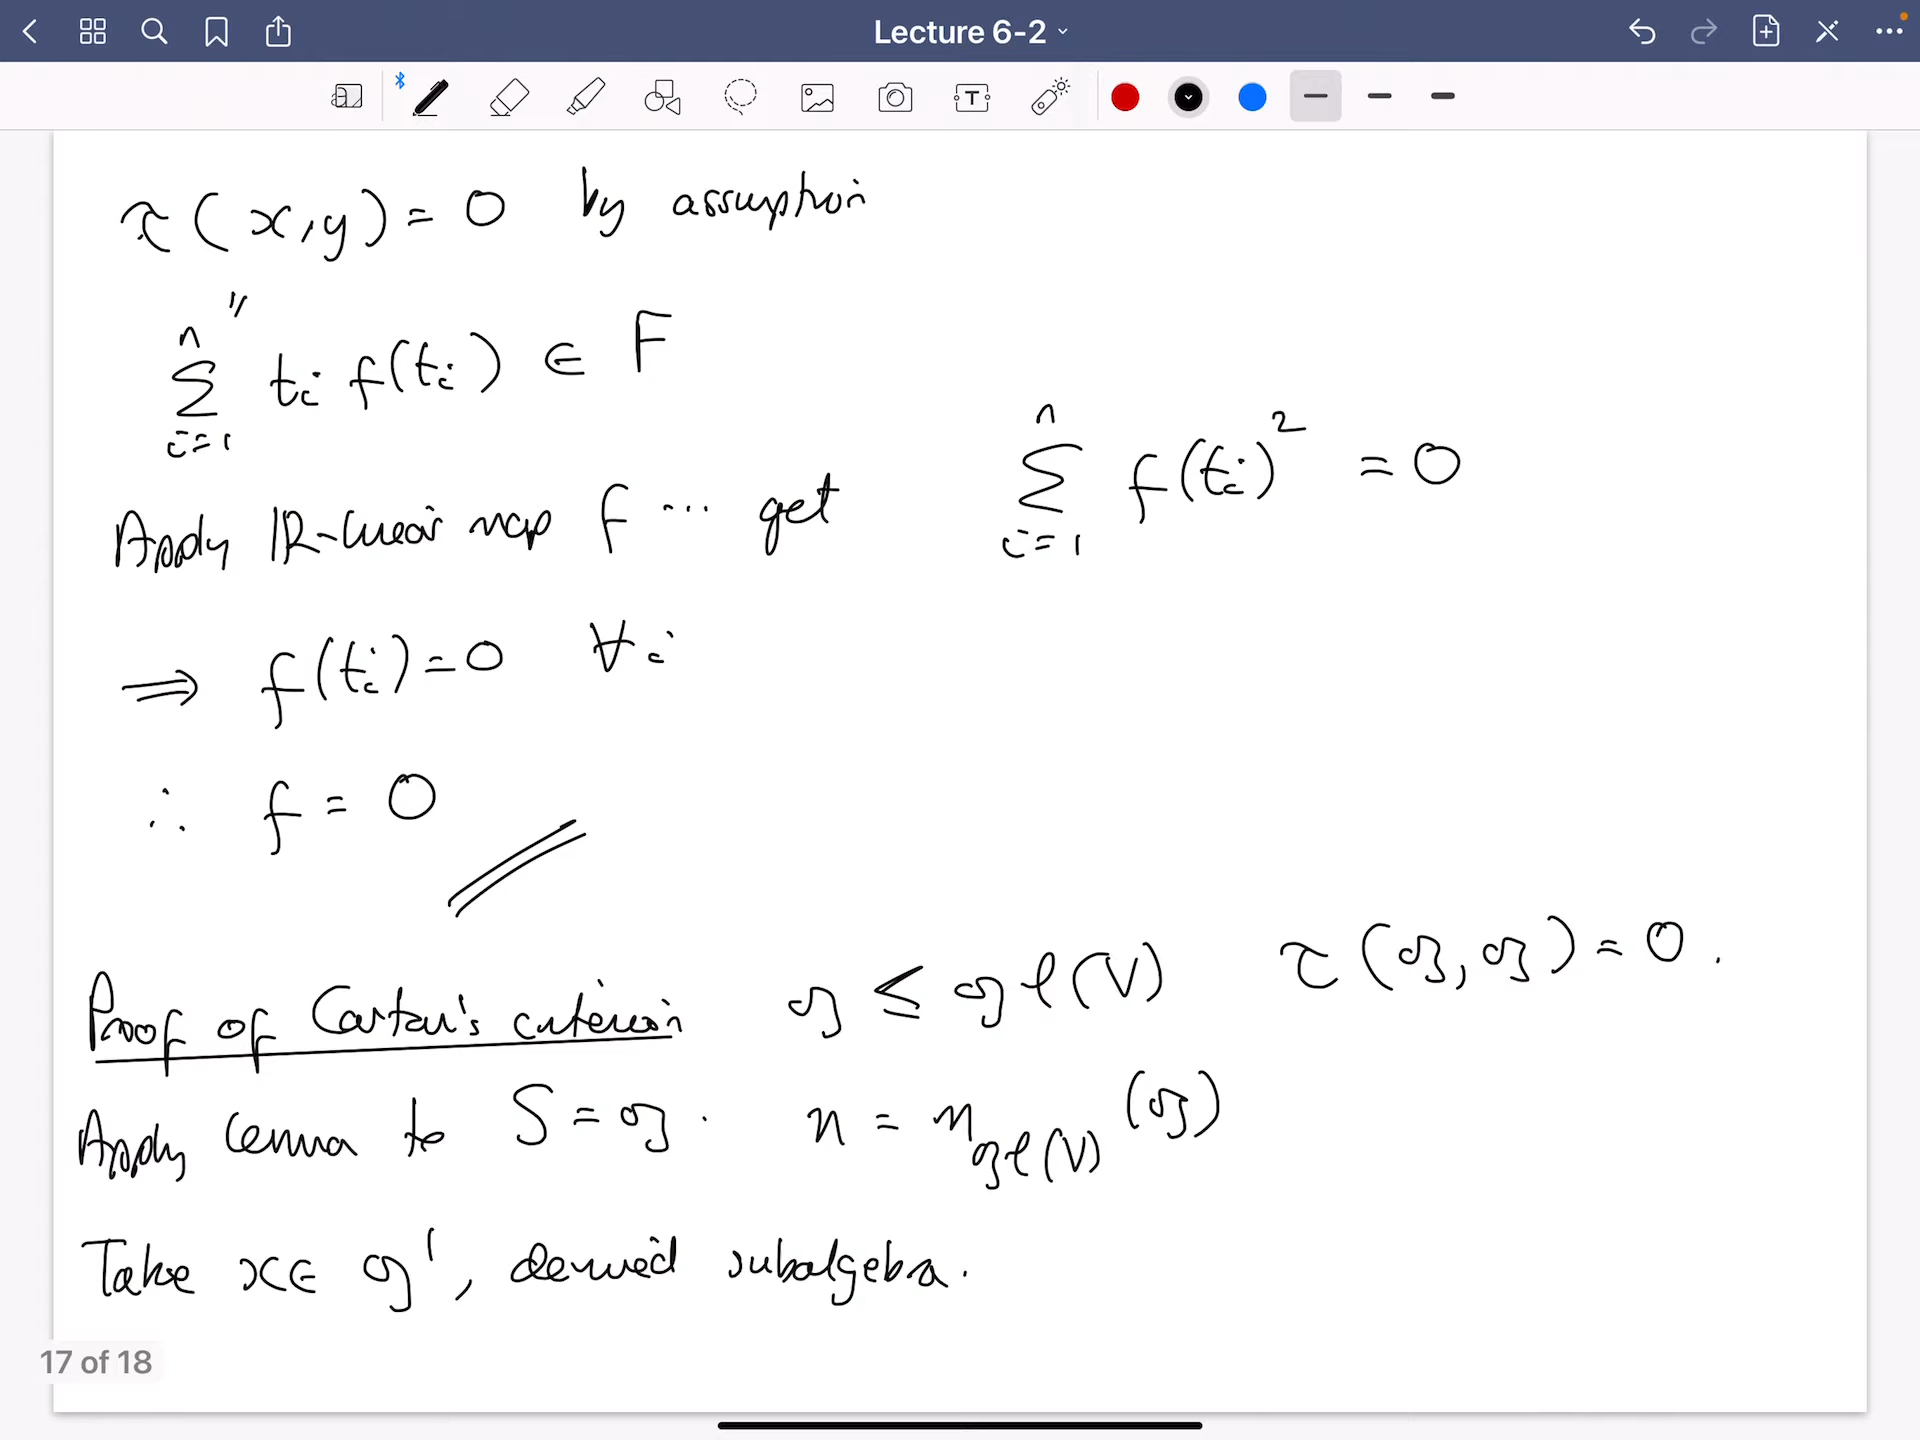 Lecture 6-2
τ(x,y) = 0 by assumption
"
∑_{i=1}^{n} t_i f(t_i) ∈ F
Apply ℝ-linear map f ... get ∑_{i=1}^{n} f(t_i)^2 = 0
⟹ f(t_i) = 0 ∀i
∴ f = 0
Proof of Cartan's criterion 𝔤 ≤ 𝔤ℓ(V) τ(𝔤,𝔤) = 0.
Apply lemma to S = 𝔤. n = n_{𝔤ℓ(V)}(𝔤)
Take x ∈ 𝔤', derived subalgebra.
17 of 18